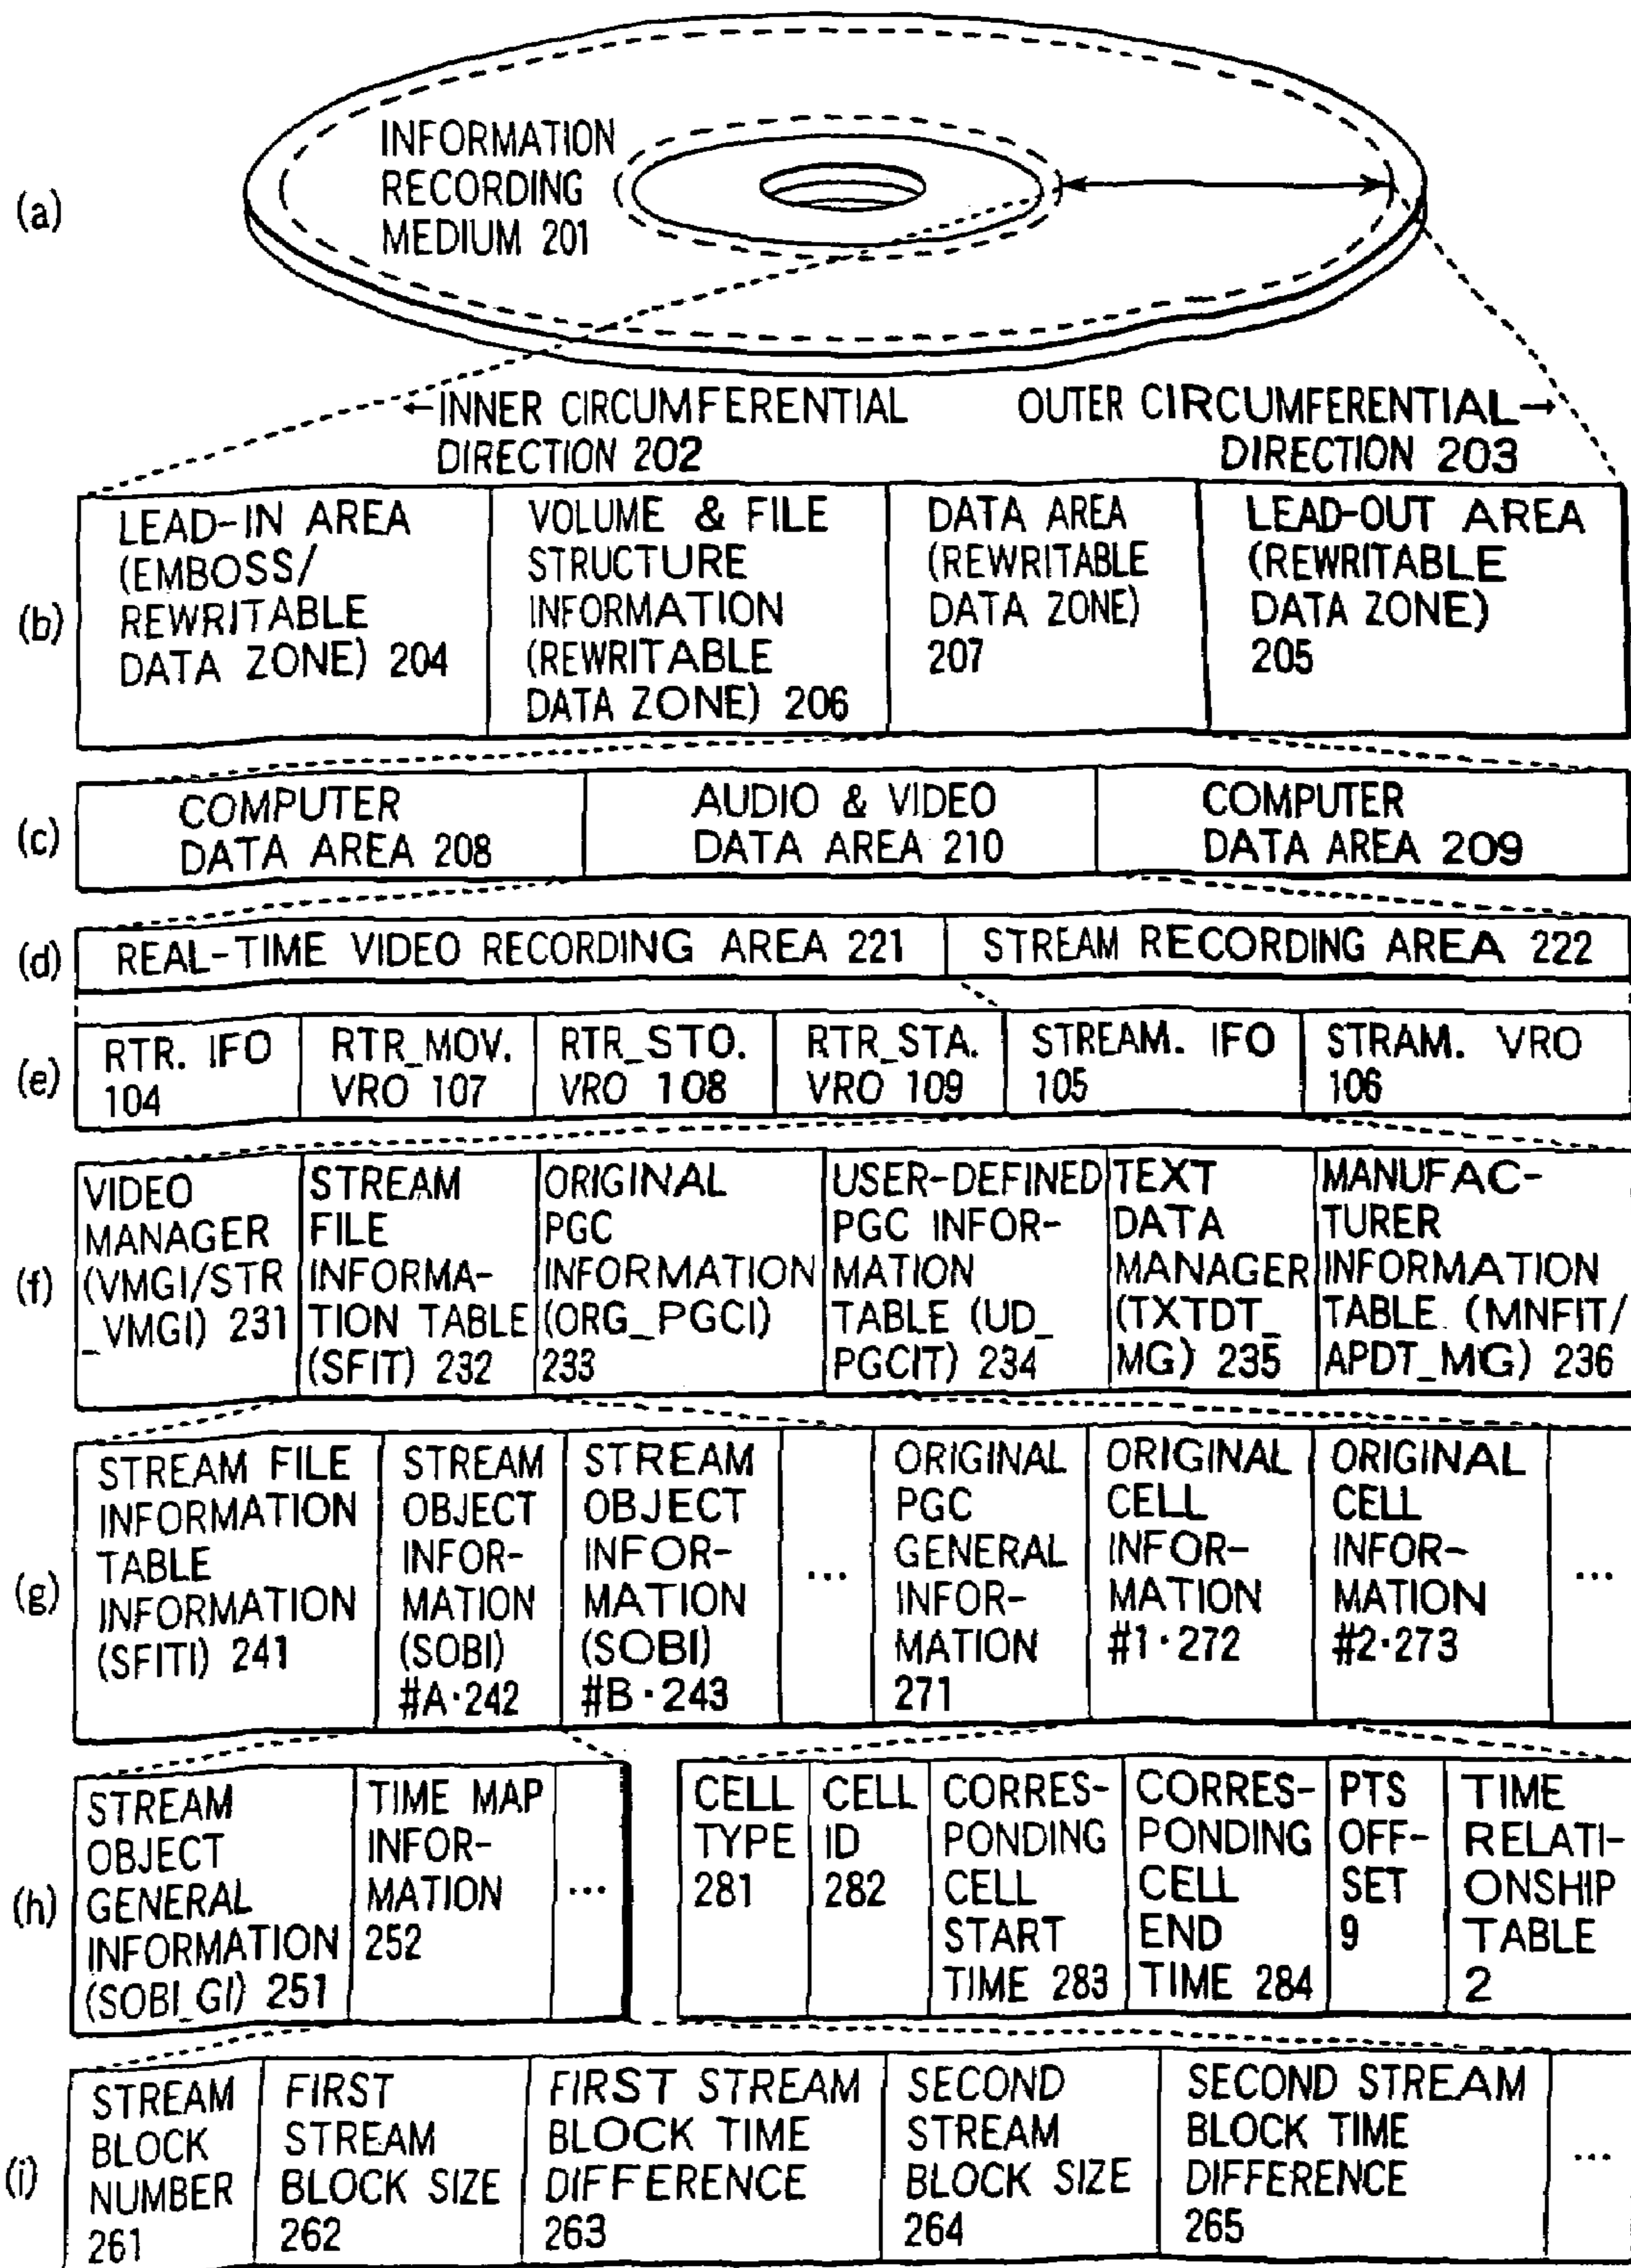 (a)
INFORMATION
RECORDING
MEDIUM 201
←INNER CIRCUMFERENTIAL
DIRECTION 202
OUTER CIRCUMFERENTIAL→
DIRECTION 203
(b)
LEAD-IN AREA
(EMBOSS/
REWRITABLE
DATA ZONE) 204
VOLUME & FILE
STRUCTURE
INFORMATION
(REWRITABLE
DATA ZONE) 206
DATA AREA
(REWRITABLE
DATA ZONE)
207
LEAD-OUT AREA
(REWRITABLE
DATA ZONE)
205
(c)
COMPUTER
DATA AREA 208
AUDIO & VIDEO
DATA AREA 210
COMPUTER
DATA AREA 209
(d)
REAL-TIME VIDEO RECORDING AREA 221
STREAM RECORDING AREA 222
(e)
RTR. IFO
104
RTR_MOV.
VRO 107
RTR_STO.
VRO 108
RTR_STA.
VRO 109
STREAM. IFO
105
STRAM. VRO
106
(f)
VIDEO
MANAGER
(VMGI/STR
_VMGI) 231
STREAM
FILE
INFORMA-
TION TABLE
(SFIT) 232
ORIGINAL
PGC
INFORMATION
(ORG_PGCI)
233
USER-DEFINED
PGC INFOR-
MATION
TABLE (UD_
PGCIT) 234
TEXT
DATA
MANAGER
(TXTDT_
MG) 235
MANUFAC-
TURER
INFORMATION
TABLE. (MNFIT/
APDT_MG) 236
(g)
STREAM FILE
INFORMATION
TABLE
INFORMATION
(SFITI) 241
STREAM
OBJECT
INFOR-
MATION
(SOBI)
#A·242
STREAM
OBJECT
INFOR-
MATION
(SOBI)
#B·243
...
ORIGINAL
PGC
GENERAL
INFOR-
MATION
271
ORIGINAL
CELL
INFOR-
MATION
#1·272
ORIGINAL
CELL
INFOR-
MATION
#2·273
...
(h)
STREAM
OBJECT
GENERAL
INFORMATION
(SOBI_GI) 251
TIME MAP
INFOR-
MATION
252
...
CELL
TYPE
281
CELL
ID
282
CORRES-
PONDING
CELL
START
TIME 283
CORRES-
PONDING
CELL
END
TIME 284
PTS
OFF-
SET
9
TIME
RELATI-
ONSHIP
TABLE
2
(i)
STREAM
BLOCK
NUMBER
261
FIRST
STREAM
BLOCK SIZE
262
FIRST STREAM
BLOCK TIME
DIFFERENCE
263
SECOND
STREAM
BLOCK SIZE
264
SECOND STREAM
BLOCK TIME
DIFFERENCE
265
...